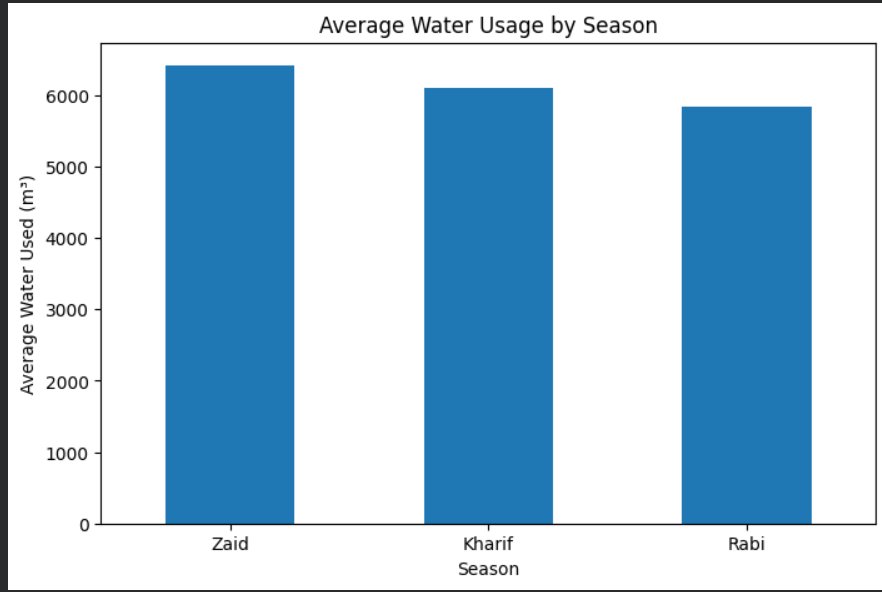 Average Water Usage by Season
Average Water Used (m³)
6000
5000
4000
3000
2000
1000
0
Zaid
Kharif
Rabi
Season